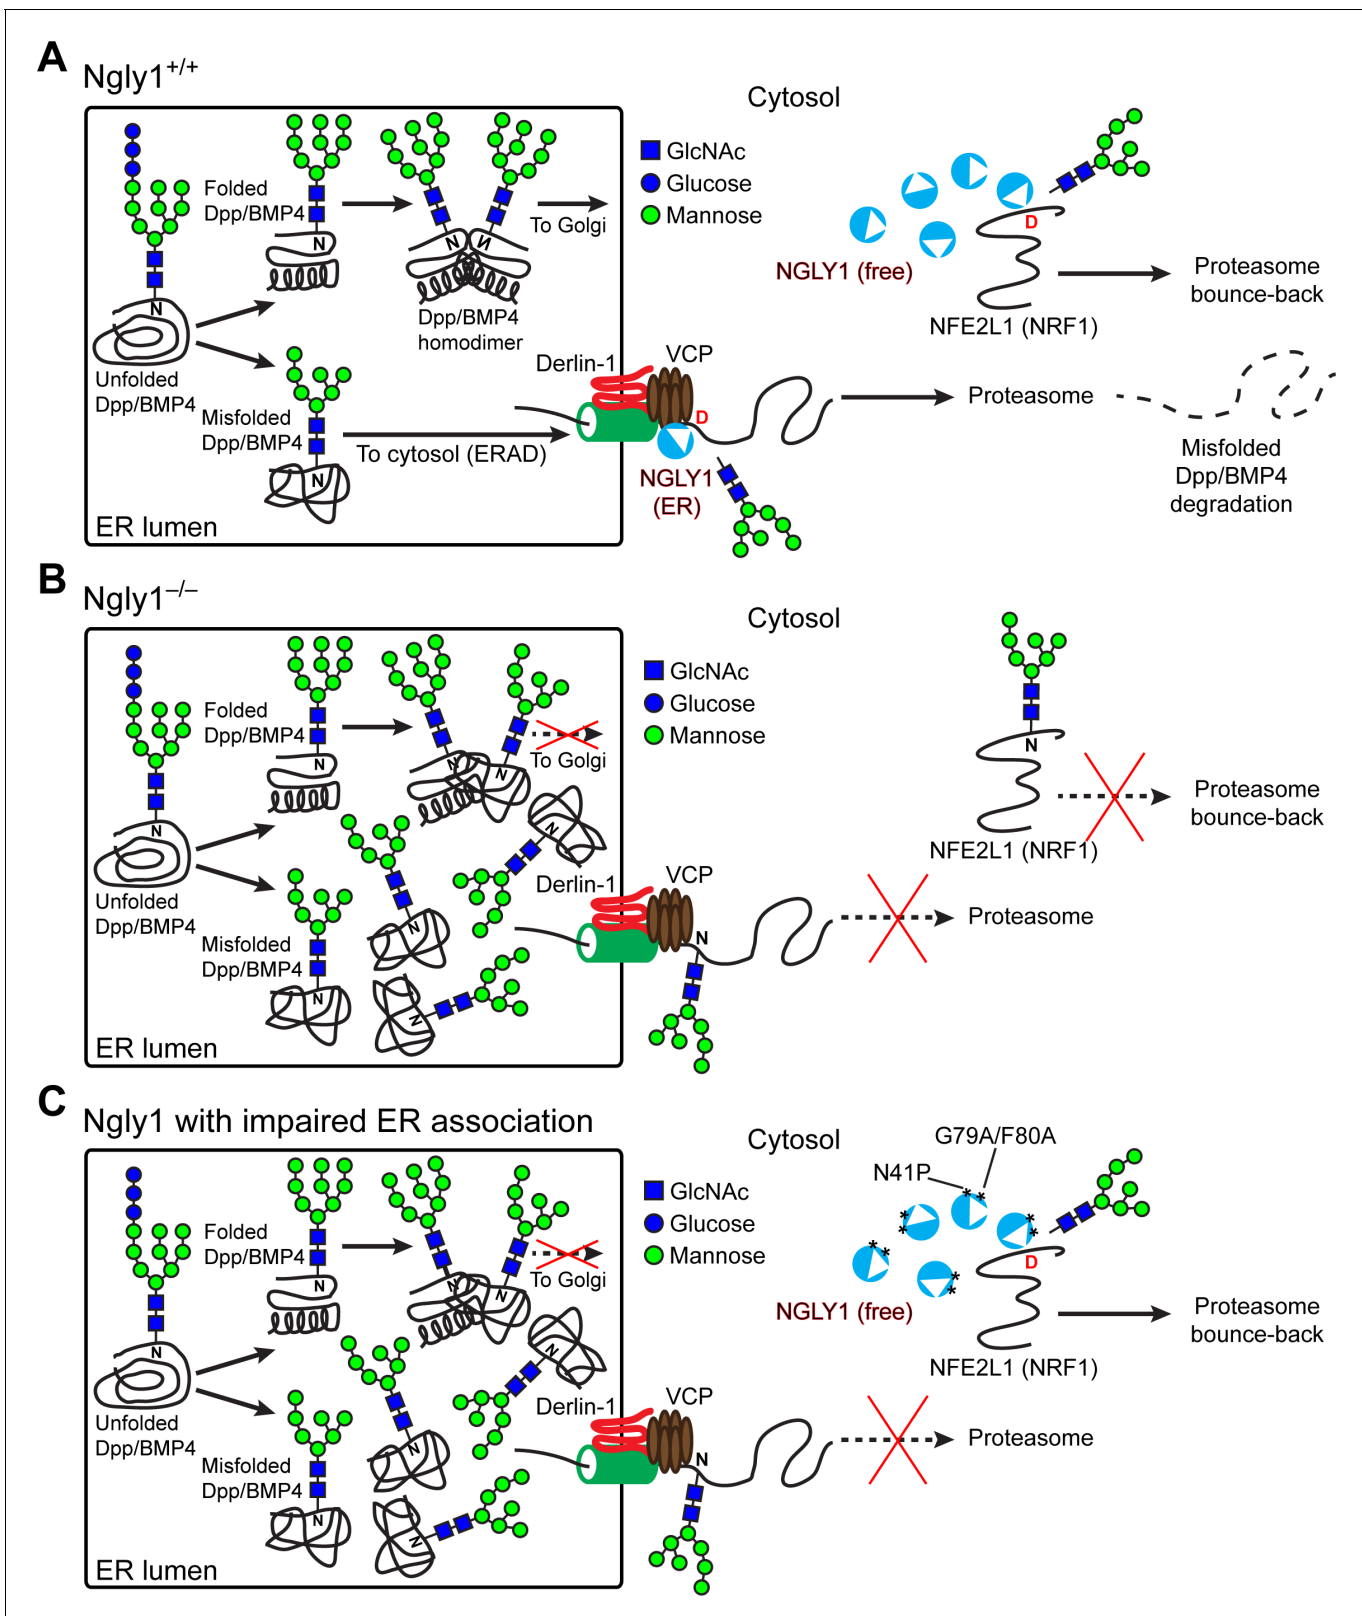 A
Ngly1+/+
Cytosol
GlcNAc
Glucose
Mannose
Folded
Dpp/BMP4
N
N
N
To Golgi
Dpp/BMP4
homodimer
N
Unfolded
Dpp/BMP4
Misfolded
Dpp/BMP4
N
To cytosol (ERAD)
ER lumen
Derlin-1
VCP
D
NGLY1
(ER)
NGLY1 (free)
D
NFE2L1 (NRF1)
Proteasome
bounce-back
Proteasome
Misfolded
Dpp/BMP4
degradation
B
Ngly1–/–
Cytosol
GlcNAc
Glucose
Mannose
Folded
Dpp/BMP4
N
N
N
To Golgi
N
N
Unfolded
Dpp/BMP4
Misfolded
Dpp/BMP4
N
N
N
ER lumen
Derlin-1
VCP
N
N
NFE2L1 (NRF1)
Proteasome
bounce-back
Proteasome
C
Ngly1 with impaired ER association
Cytosol
G79A/F80A
N41P
* *
* *
* *
* *
* *
GlcNAc
Glucose
Mannose
Folded
Dpp/BMP4
N
N
N
To Golgi
N
N
Unfolded
Dpp/BMP4
Misfolded
Dpp/BMP4
N
N
N
ER lumen
Derlin-1
VCP
N
NGLY1 (free)
D
NFE2L1 (NRF1)
Proteasome
bounce-back
Proteasome